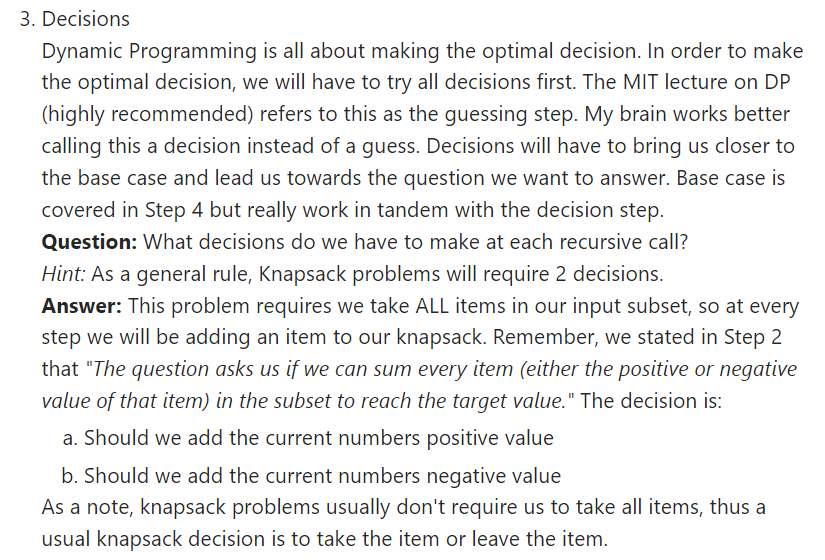 3. Decisions
Dynamic Programming is all about making the optimal decision. In order to make
the optimal decision, we will have to try all decisions first. The MIT lecture on DP
(highly recommended) refers to this as the guessing step. My brain works better
calling this a decision instead of a guess. Decisions will have to bring us closer to
the base case and lead us towards the question we want to answer. Base case is
covered in Step 4 but really work in tandem with the decision step.
Question: What decisions do we have to make at each recursive call?
Hint: As a general rule, Knapsack problems will require 2 decisions.
Answer: This problem requires we take ALL items in our input subset, so at every
step we will be adding an item to our knapsack. Remember, we stated in Step 2
that "The question asks us if we can sum every item (either the positive or negative
value of that item) in the subset to reach the target value." The decision is:
a. Should we add the current numbers positive value
b. Should we add the current numbers negative value
As a note, knapsack problems usually don't require us to take all items, thus a
usual knapsack decision is to take the item or leave the item.